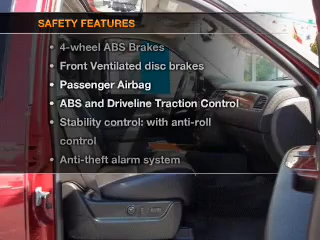 SAFETY FEATURES
• 4-wheel ABS Brakes
• Front Ventilated disc brakes
• Passenger Airbag
• ABS and Driveline Traction Control
• Stability control: with anti-roll
control
• Anti-theft alarm system